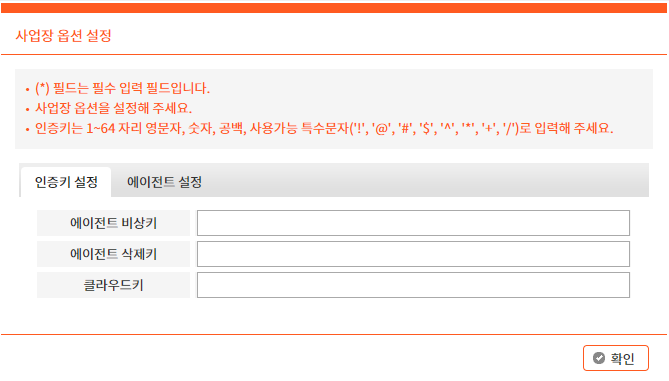 사업장 옵션 설정
• (*) 필드는 필수 입력 필드입니다.
• 사업장 옵션을 설정해 주세요.
• 인증키는 1~64 자리 영문자, 숫자, 공백, 사용가능 특수문자('!', '@', '#', '$', '^', '*', '+', '/')로 입력해 주세요.
인증키 설정 에이전트 설정
에이전트 비상키
에이전트 삭제키
클라우드키
확인